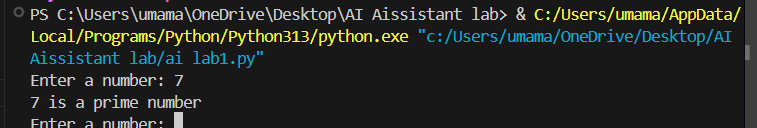 PS C:\Users\umama\OneDrive\Desktop\AI Aissistant lab> & C:/Users/umama/AppData/
Local/Programs/Python/Python313/python.exe "c:/Users/umama/OneDrive/Desktop/AI
Aissistant lab/ai lab1.py"
Enter a number: 7
7 is a prime number
Enter a number: